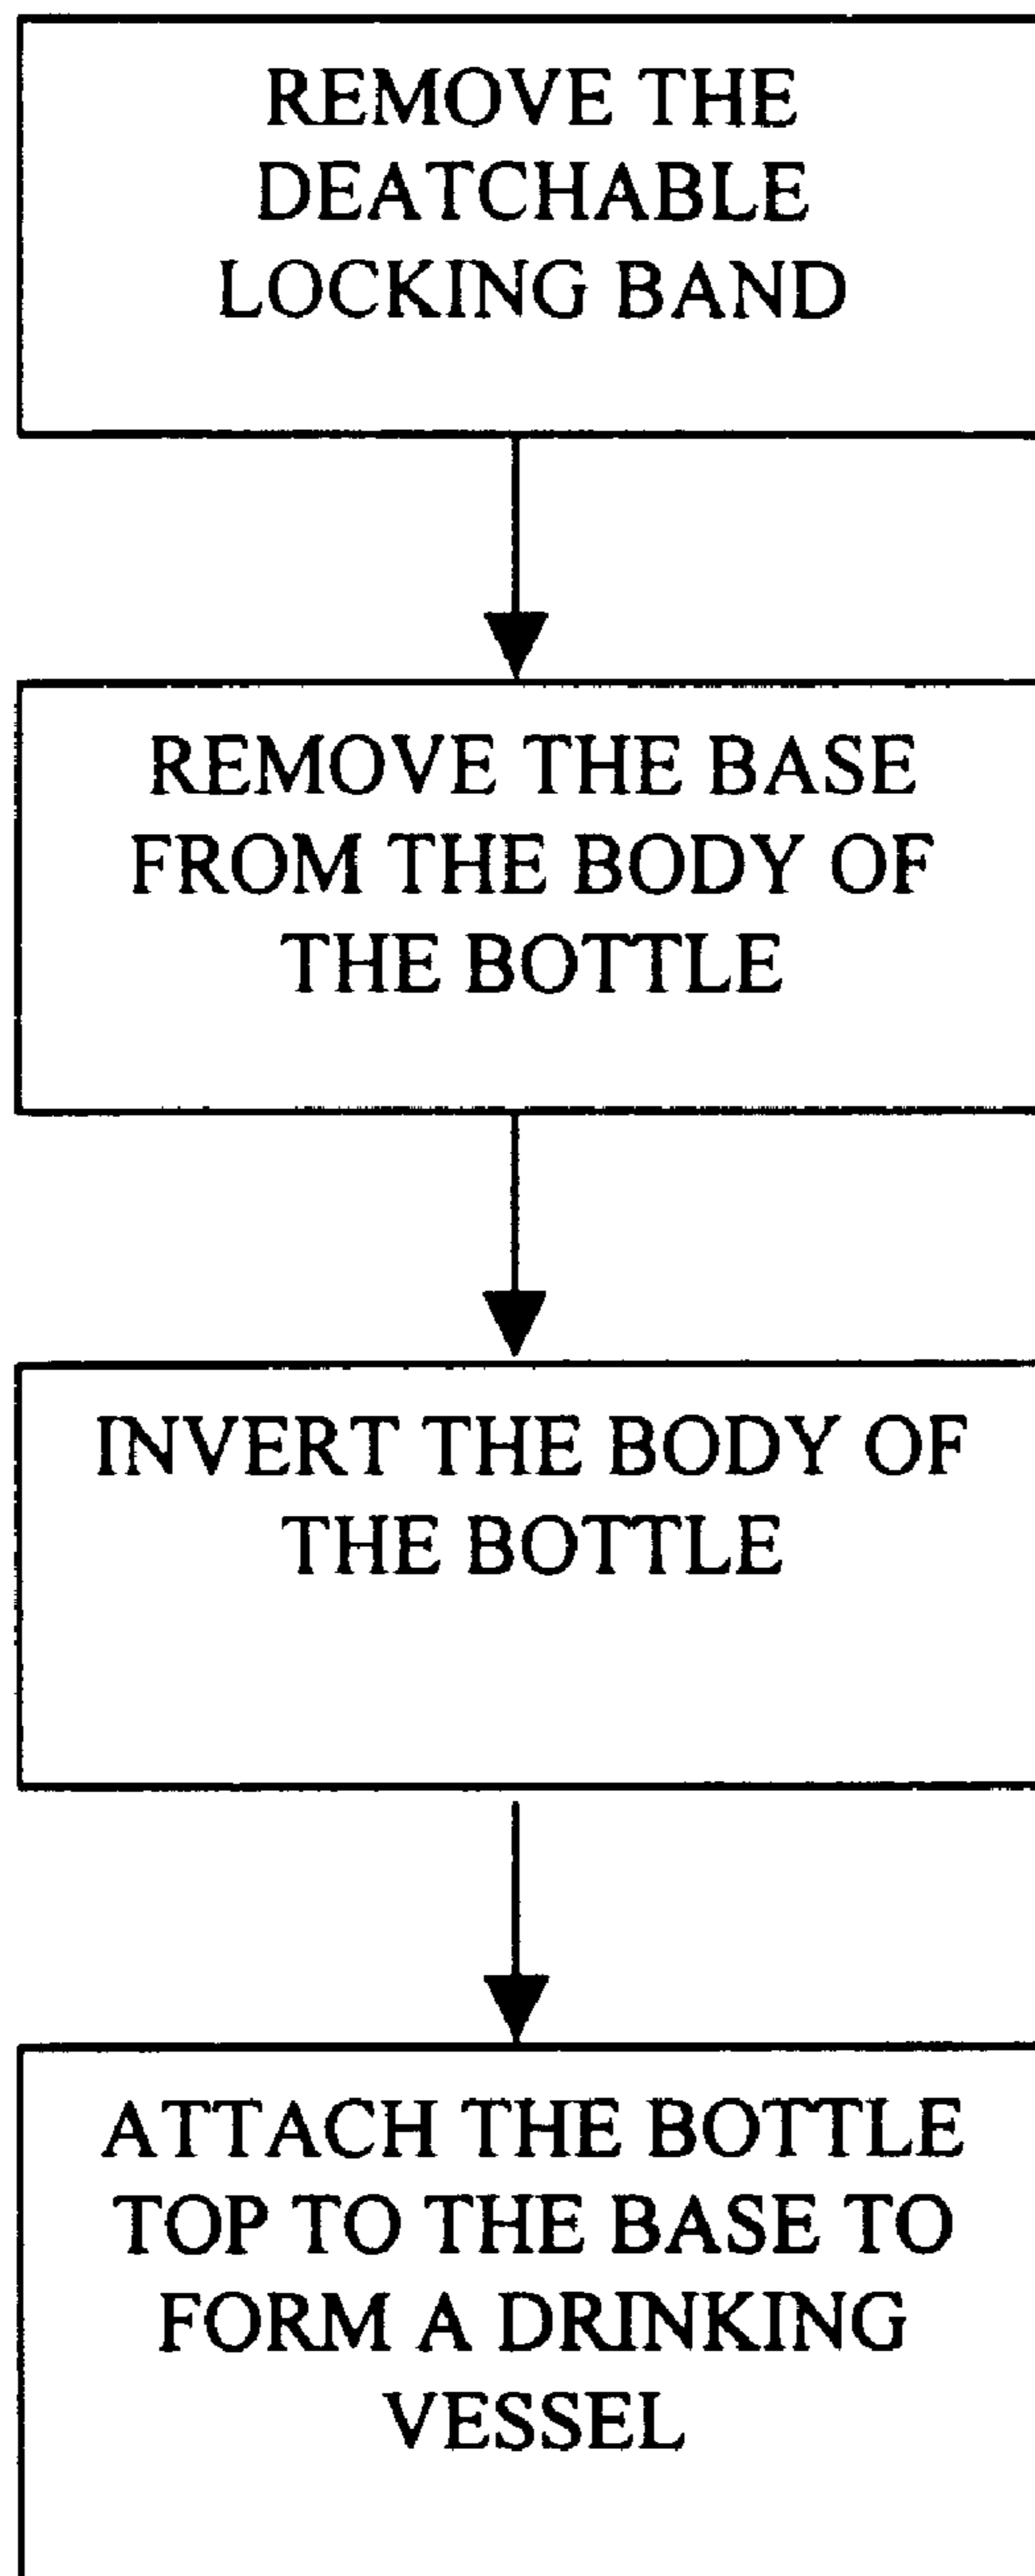 REMOVE THE
DEATCHABLE
LOCKING BAND
REMOVE THE BASE
FROM THE BODY OF
THE BOTTLE
INVERT THE BODY OF
THE BOTTLE
ATTACH THE BOTTLE
TOP TO THE BASE TO
FORM A DRINKING
VESSEL